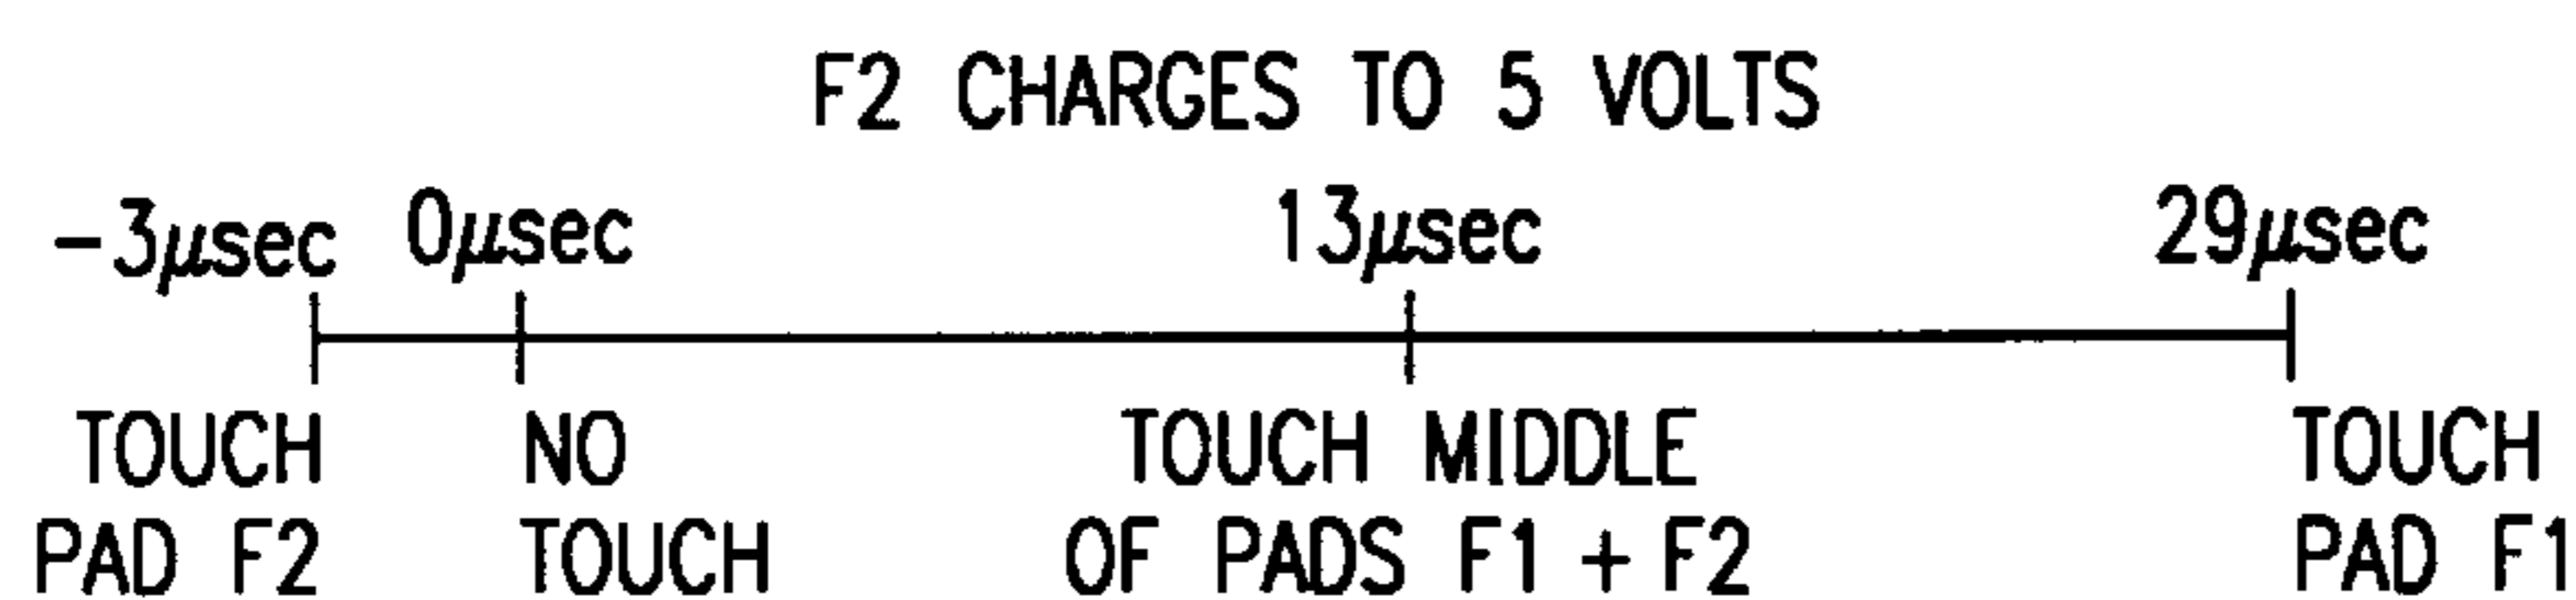 F2 CHARGES TO 5 VOLTS
-3µsec 0µsec 13µsec 29µsec
TOUCH NO TOUCH MIDDLE TOUCH
PAD F2 TOUCH OF PADS F1 + F2 PAD F1